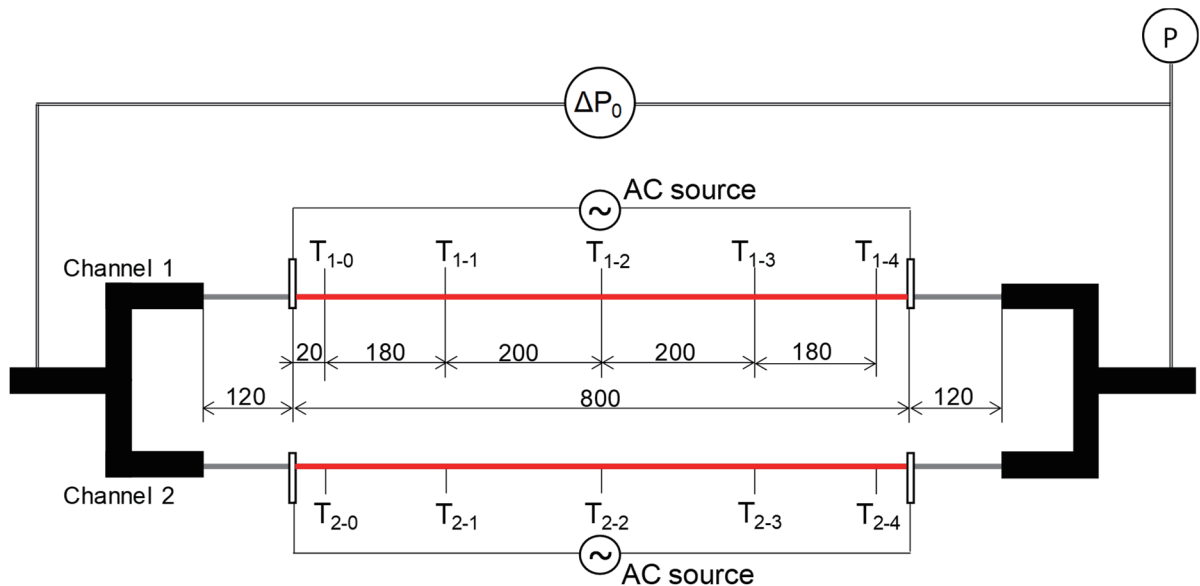 P
ΔP₀
AC source
~
T₁₋₀ T₁₋₁ T₁₋₂ T₁₋₃ T₁₋₄
Channel 1
20 180 200 200 180
120 800 120
Channel 2
T₂₋₀ T₂₋₁ T₂₋₂ T₂₋₃ T₂₋₄
~
AC source